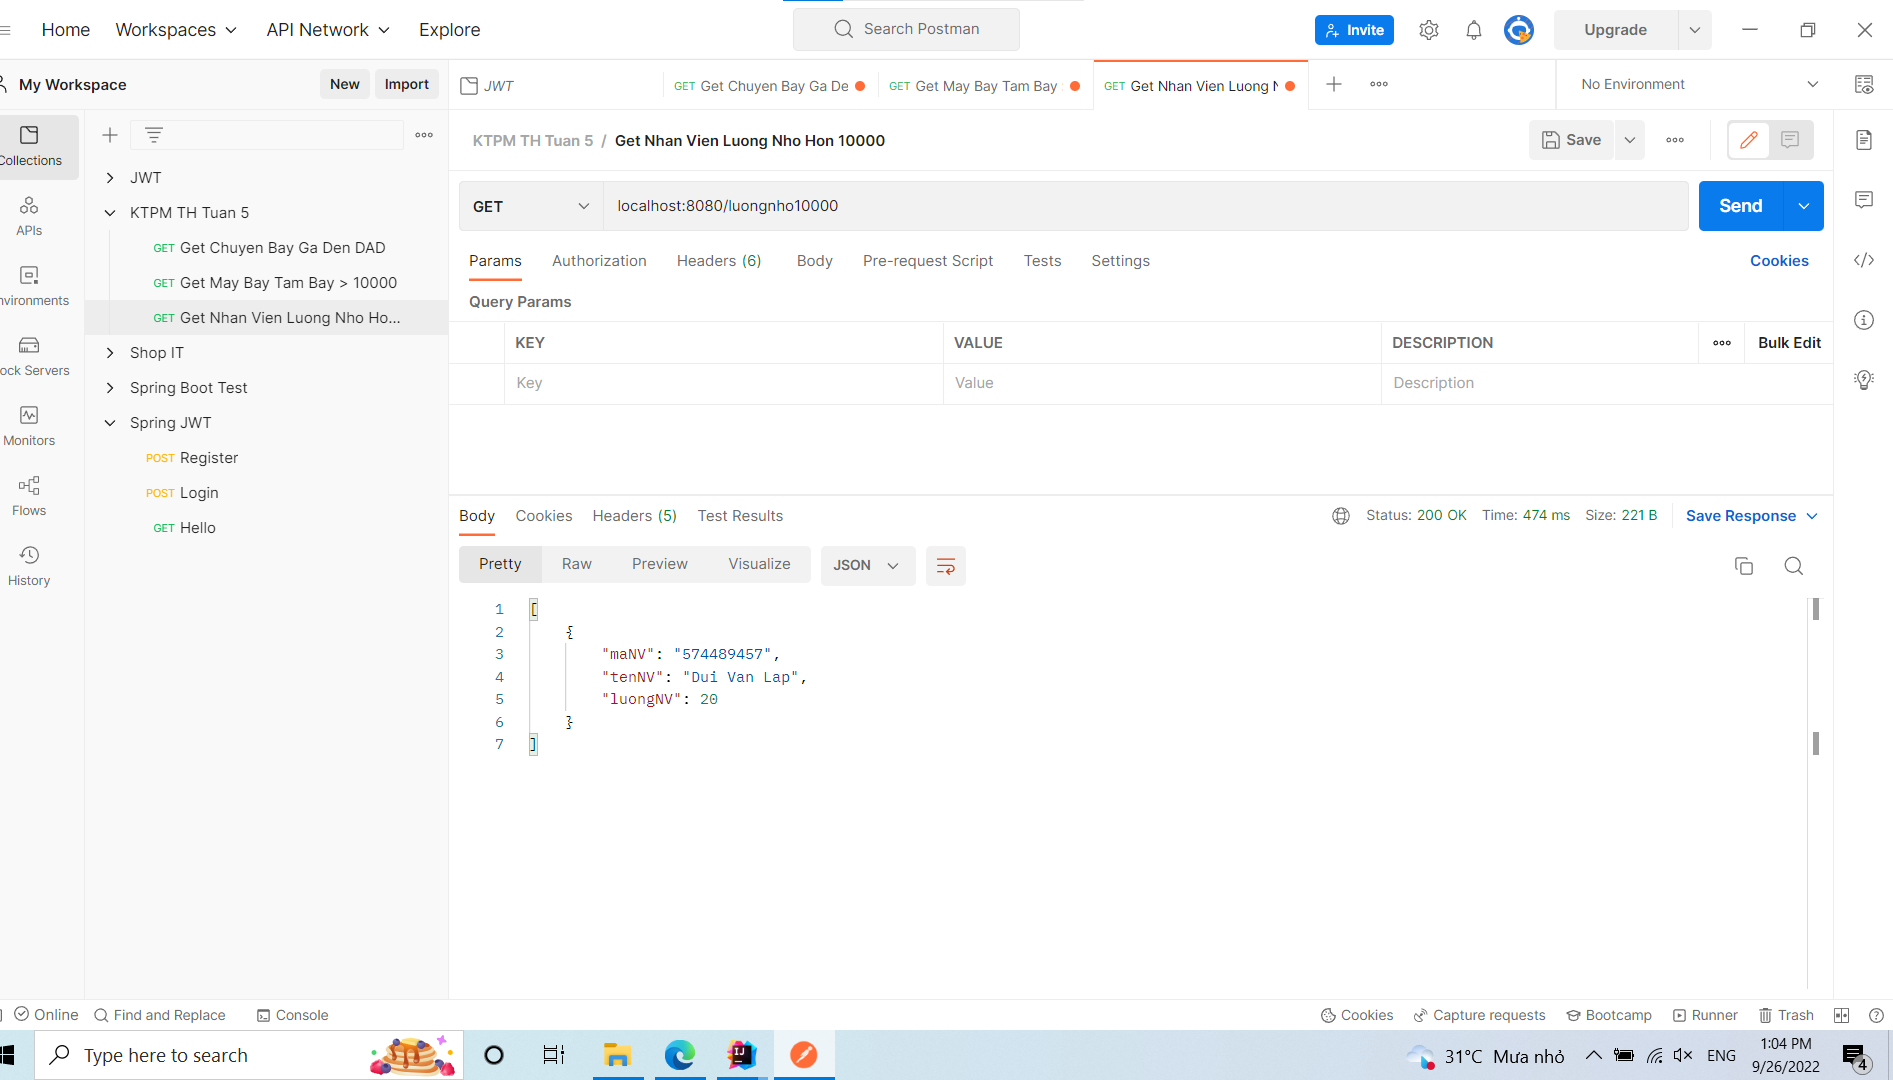 Home Workspaces API Network Explore
Search Postman
Invite
Upgrade
My Workspace
New Import
JWT
GET Get Chuyen Bay Ga De
GET Get May Bay Tam Bay
GET Get Nhan Vien Luong
No Environment
Collections
APIs
Monitors
Flows
History
JWT
KTPM TH Tuan 5
GET Get Chuyen Bay Ga Den DAD
GET Get May Bay Tam Bay > 10000
GET Get Nhan Vien Luong Nho Ho...
Shop IT
Spring Boot Test
Spring JWT
POST Register
POST Login
GET Hello
KTPM TH Tuan 5 / Get Nhan Vien Luong Nho Hon 10000
Save
GET localhost:8080/luongnho10000
Send
Params Authorization Headers (6) Body Pre-request Script Tests Settings
Cookies
Query Params
KEY VALUE DESCRIPTION
Bulk Edit
Key Value Description
Body Cookies Headers (5) Test Results
Status: 200 OK Time: 474 ms Size: 221 B
Save Response
Pretty Raw Preview Visualize JSON
1 [
2 {
3 "maNV": "574489457",
4 "tenNV": "Dui Van Lap",
5 "luongNV": 20
6 }
7 ]
Online Find and Replace Console
Cookies Capture requests Bootcamp Runner Trash
Type here to search
IJ
31°C Mưa nhỏ
ENG
1:04 PM
9/26/2022
4